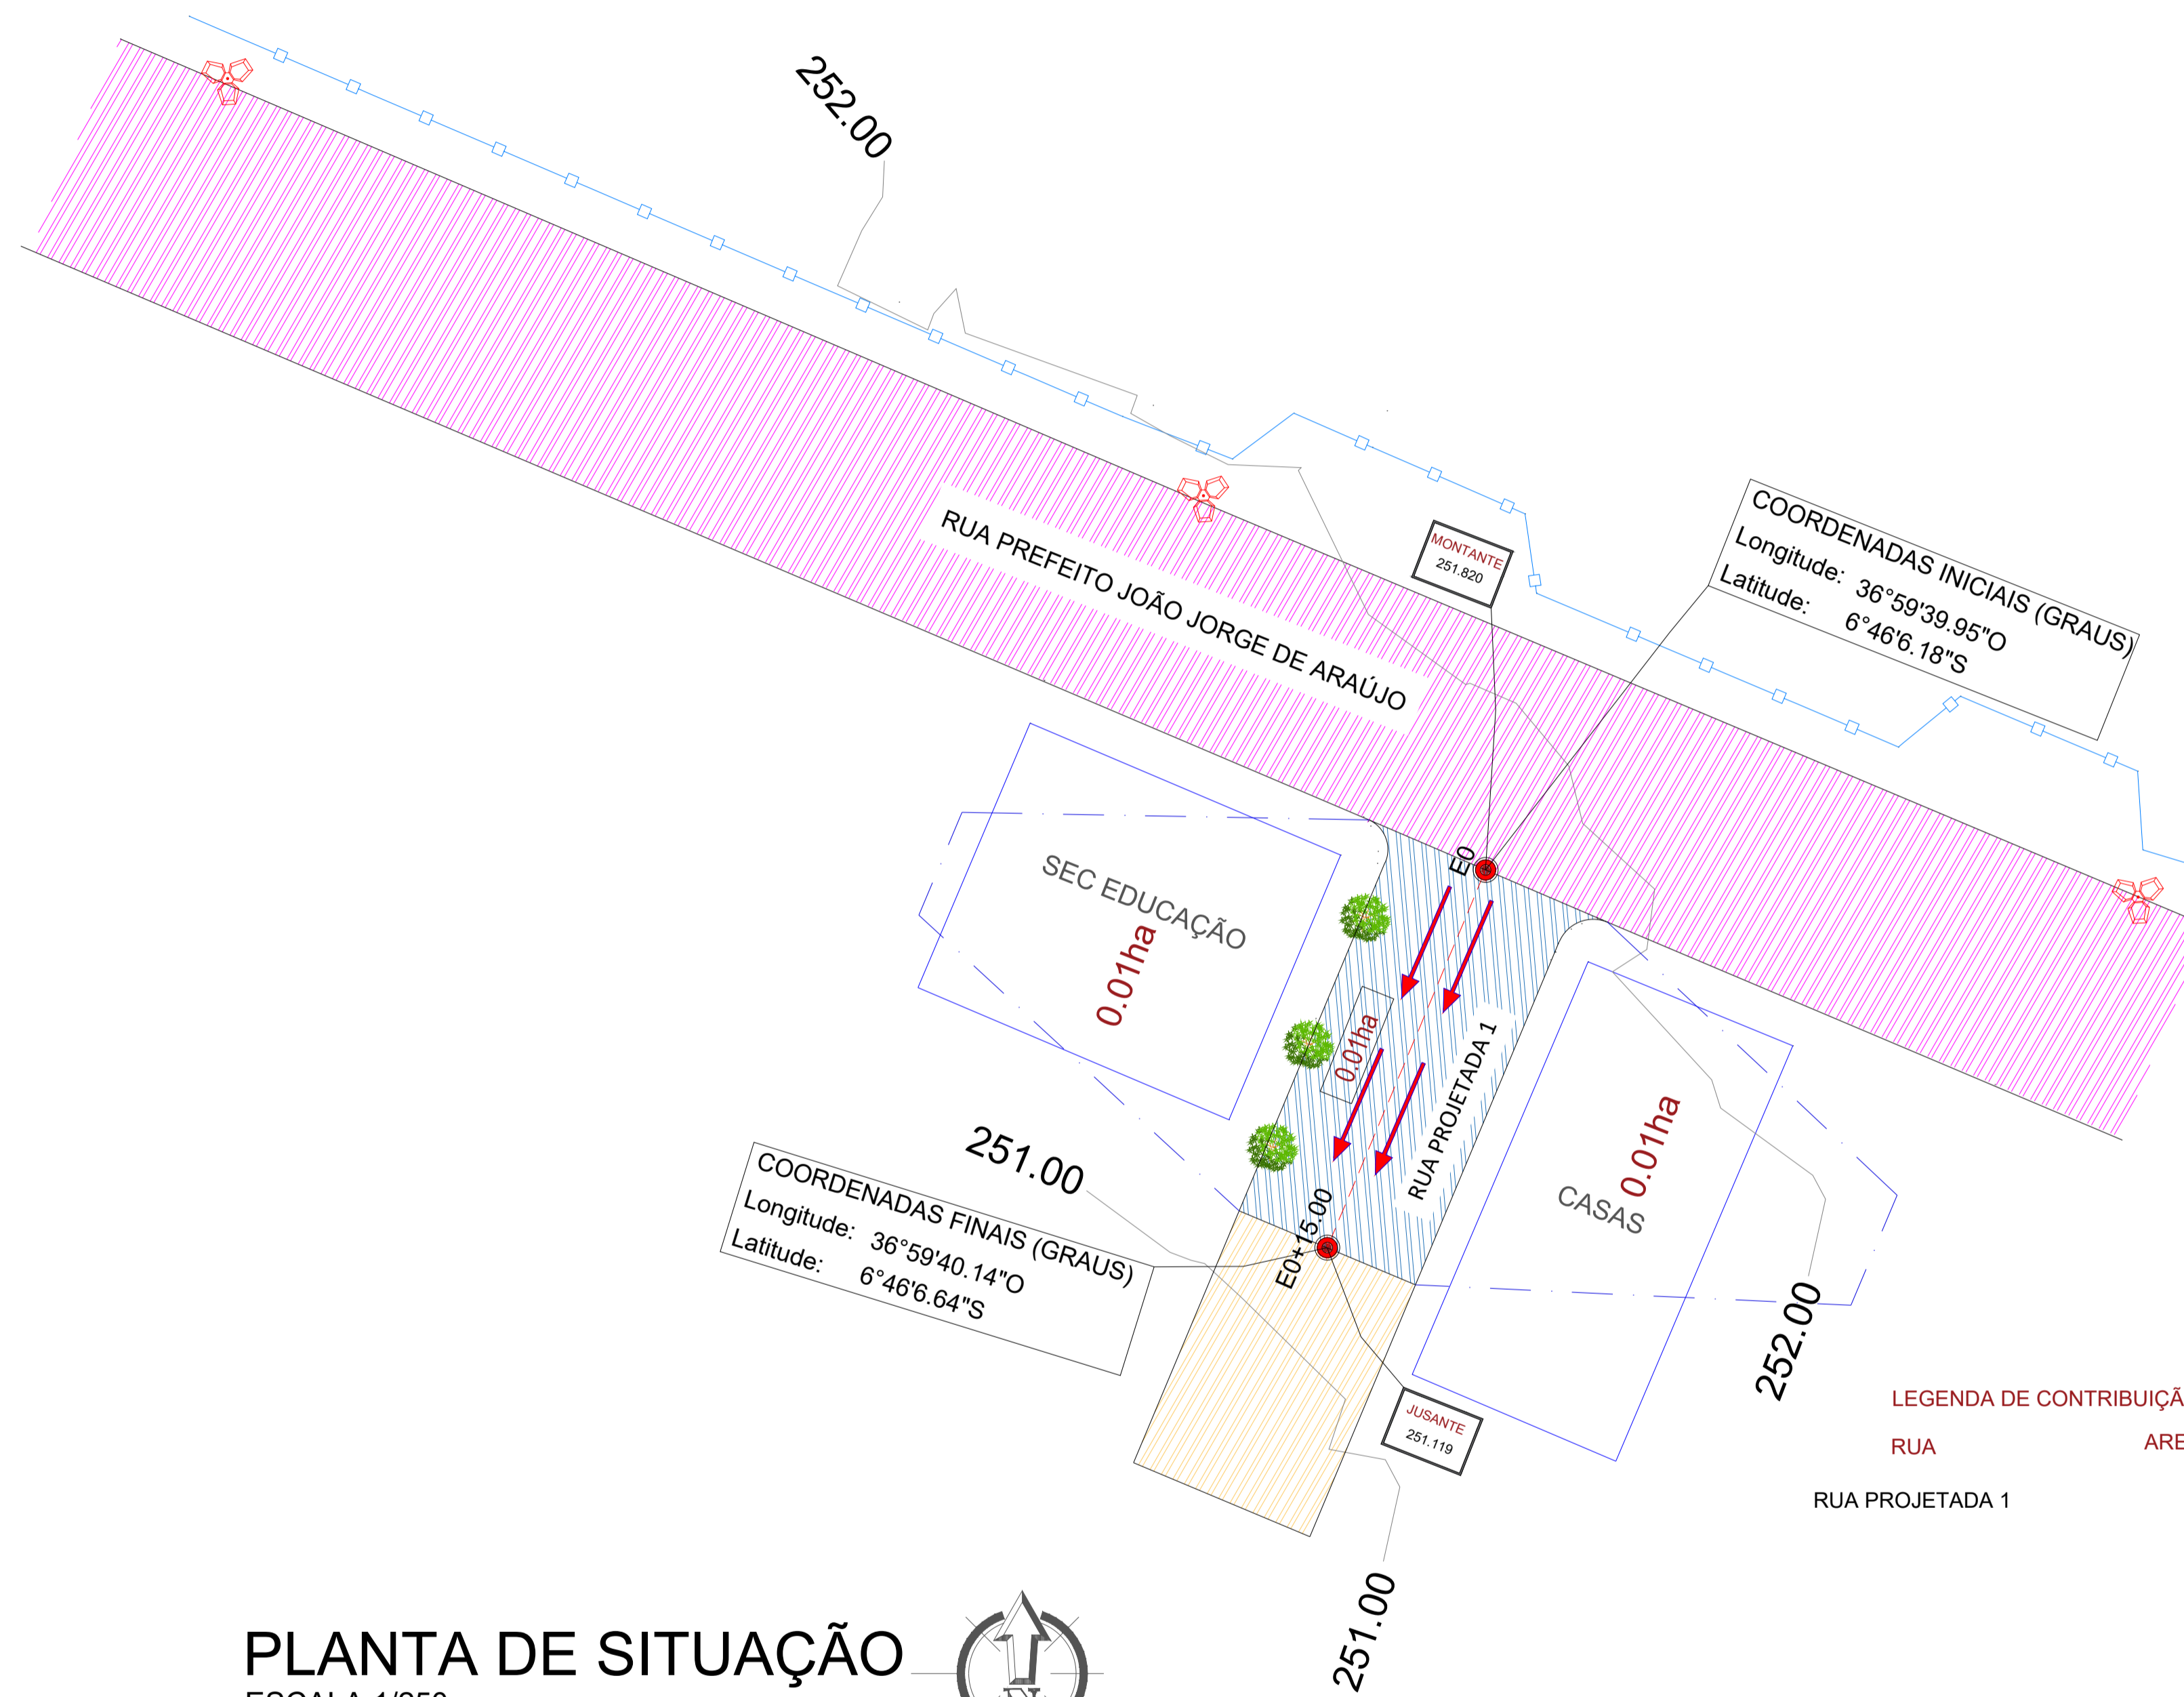 252.00
RUA PREFEITO JOÃO JORGE DE ARAÚJO
MONTANTE
251.820
COORDENADAS INICIAIS (GRAUS)
Longitude: 36°59'39.95"O
Latitude: 6°46'6.18"S
E0
SEC EDUCAÇÃO
0.01ha
0.01ha
RUA PROJETADA 1
0.01ha
CASAS
251.00
COORDENADAS FINAIS (GRAUS)
Longitude: 36°59'40.14"O
Latitude: 6°46'6.64"S
E0+15.00
252.00
JUSANTE
251.119
LEGENDA DE CONTRIBUIÇÃ
RUA ARE
RUA PROJETADA 1
251.00
PLANTA DE SITUAÇÃO
N